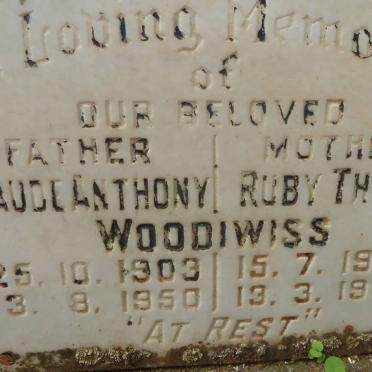 Loving Memo
of
OUR BELOVED
FATHER MOTHE
AUDE ANTHONY RUBY TH
WOODIWISS
25. 10. 1903 15. 7. 19
3. 8. 1950 13. 3. 19
"AT REST"